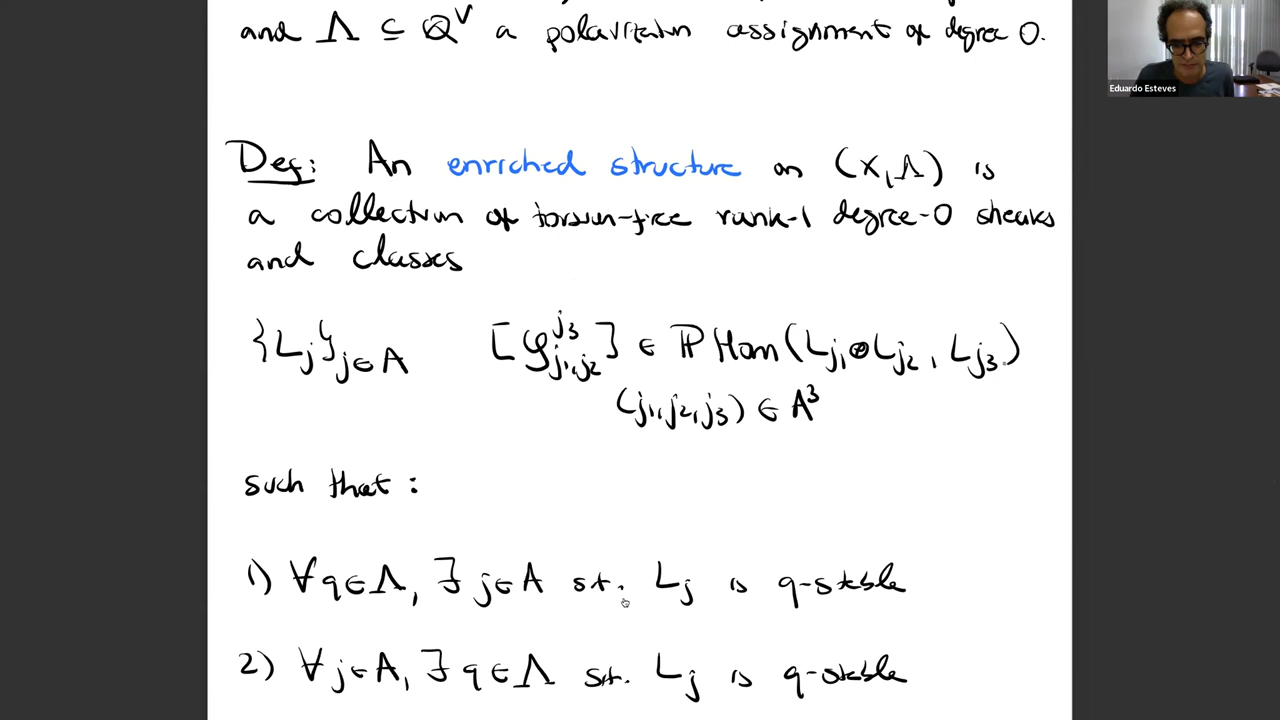 and Λ ⊆ ℚ^V a polarization assignment of degree 0.
Eduardo Esteves
Def: An enriched structure on (X, Λ) is
a collection of torsion-free rank-1 degree-0 sheaves
and classes
{L_j}_{j∈A} [φ_{j_1,j_2}^{j_3}] ∈ ℙ Hom(L_{j_1} ⊗ L_{j_2}, L_{j_3})
(j_1, j_2, j_3) ∈ A^3
such that:
1) ∀ q ∈ Λ, ∃ j ∈ A s.t. L_j is q-stable
2) ∀ j ∈ A, ∃ q ∈ Λ s.t. L_j is q-stable